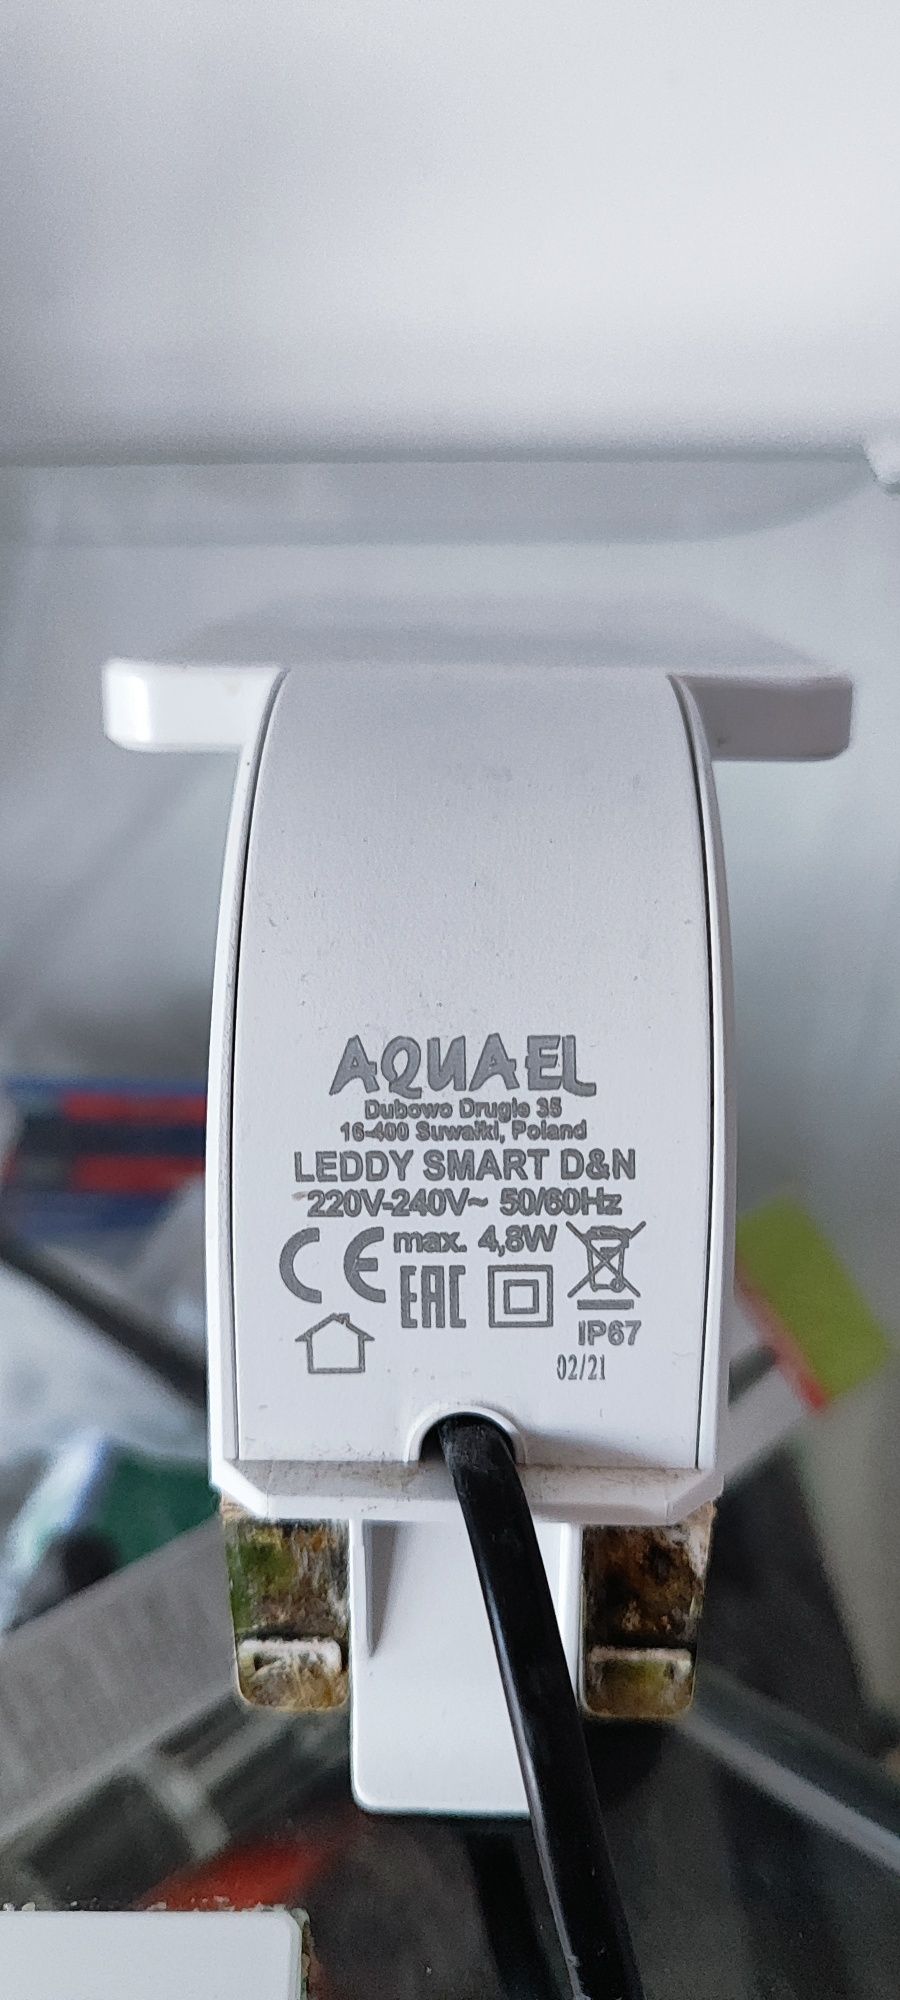 AQUAEL
Dubowo Drugie 35
16-400 Suwałki, Poland
LEDDY SMART D&N
220V-240V~ 50/60Hz
CE max. 4,8W
EAC
IP67
02/21